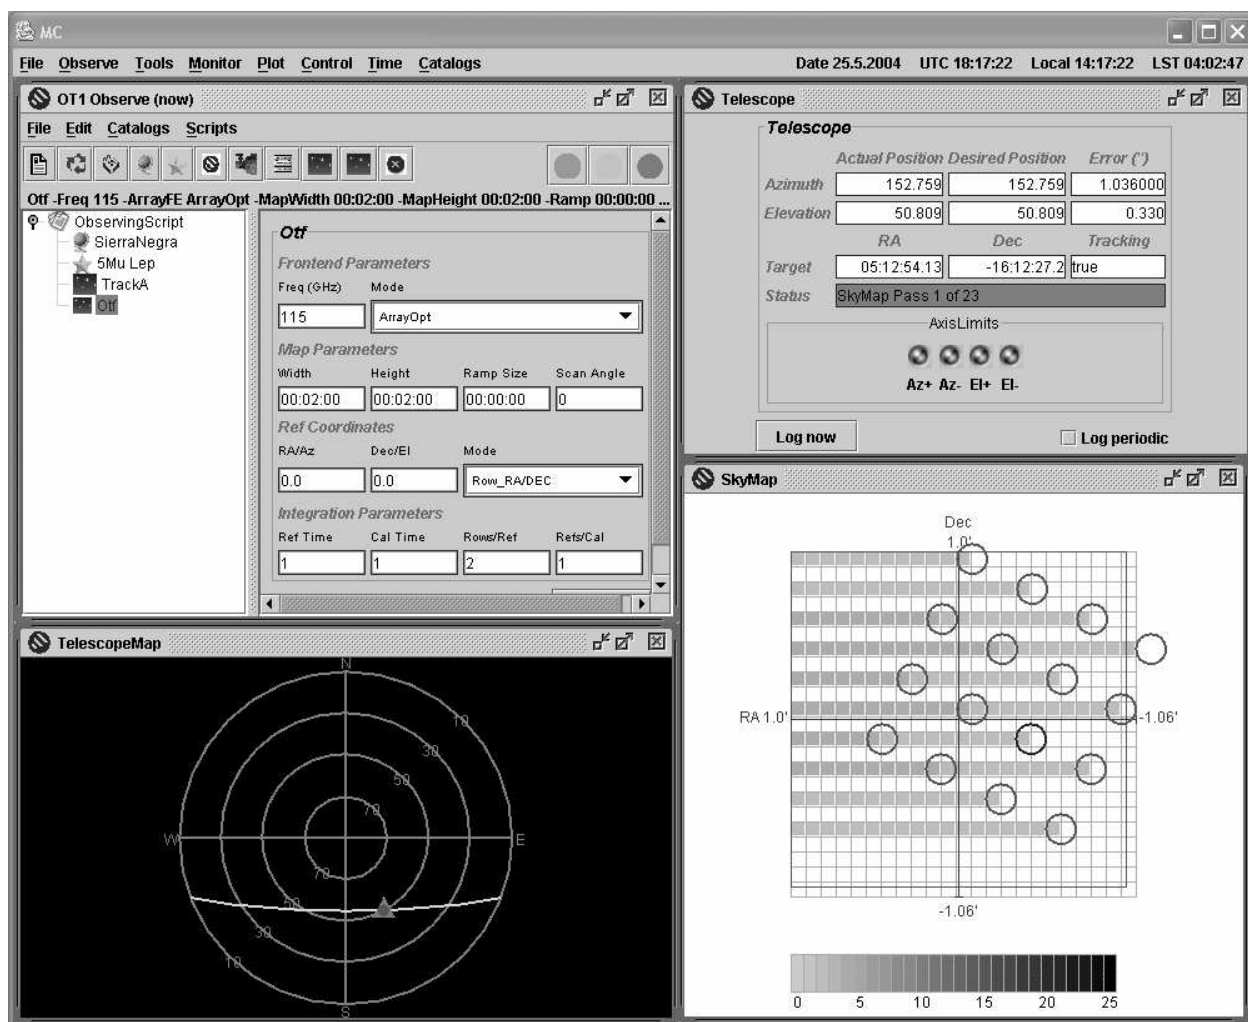 MC
File Observe Tools Monitor Plot Control Time Catalogs Date 25.5.2004 UTC 18:17:22 Local 14:17:22 LST 04:02:47
OT1 Observe (now)
File Edit Catalogs Scripts
Otf -Freq 115 -ArrayFE ArrayOpt -MapWidth 00:02:00 -MapHeight 00:02:00 -Ramp 00:00:00 ...
ObservingScript
SierraNegra
5Mu Lep
TrackA
Otf
Otf
Frontend Parameters
Freq (GHz) Mode
115 ArrayOpt
Map Parameters
Width Height Ramp Size Scan Angle
00:02:00 00:02:00 00:00:00 0
Ref Coordinates
RA/Az Dec/El Mode
0.0 0.0 Row_RA/DEC
Integration Parameters
Ref Time Cal Time Rows/Ref Refs/Cal
1 1 2 1
Telescope
Telescope
Actual Position Desired Position Error (")
Azimuth 152.759 152.759 1.036000
Elevation 50.809 50.809 0.330
RA Dec Tracking
Target 05:12:54.13 -16:12:27.2 true
Status SkyMap Pass 1 of 23
AxisLimits
Az+ Az- El+ El-
Log now Log periodic
TelescopeMap
N
10
30
50
70
W E
70
50
30
10
S
SkyMap
Dec
1.0'
RA 1.0' -1.06'
-1.06'
0 5 10 15 20 25